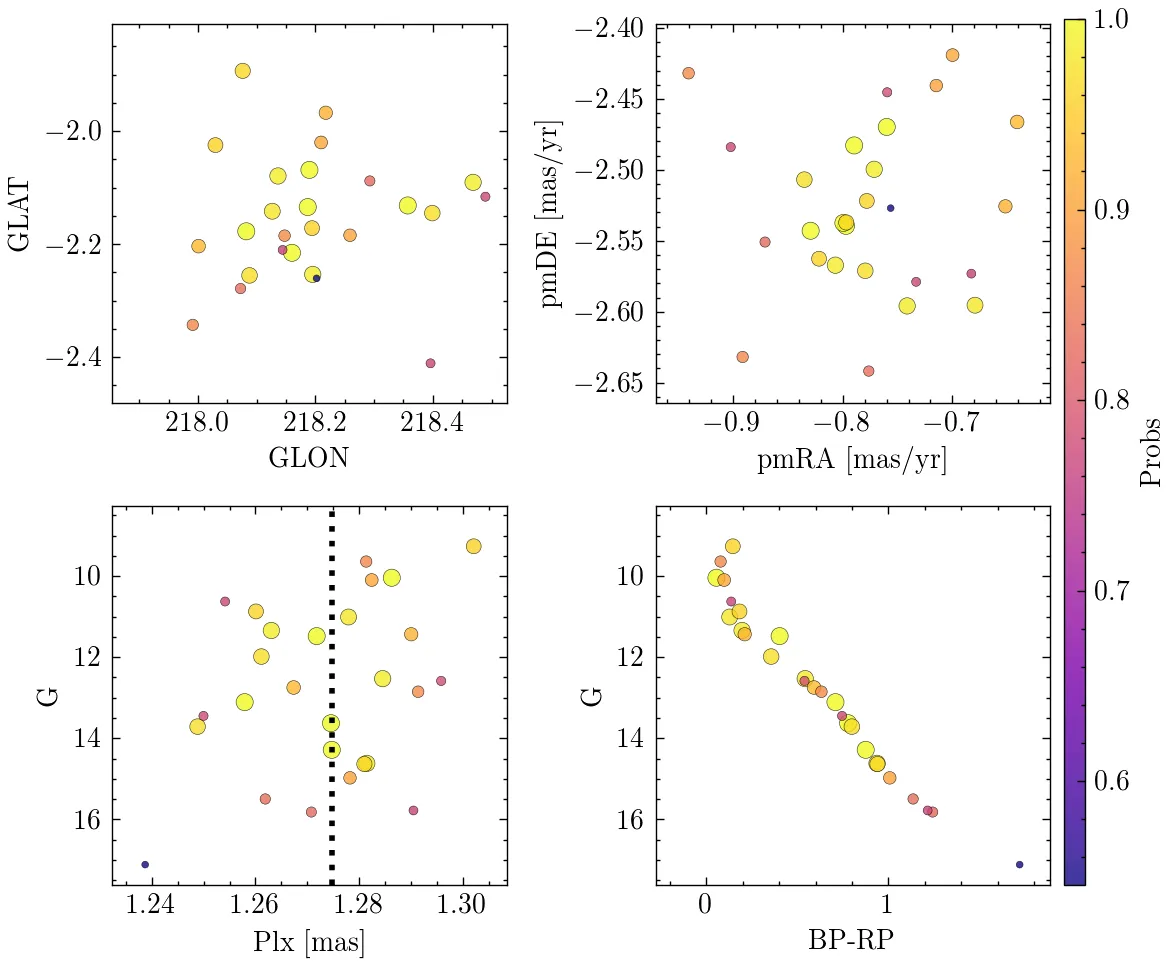 GLAT
−2.0
−2.2
−2.4
218.0 218.2 218.4
GLON
pmDE [mas/yr]
−2.40
−2.45
−2.50
−2.55
−2.60
−2.65
−0.9 −0.8 −0.7
pmRA [mas/yr]
1.0
0.9
0.8
0.7
0.6
Probs
G
10
12
14
16
1.24 1.26 1.28 1.30
Plx [mas]
G
10
12
14
16
0 1
BP-RP